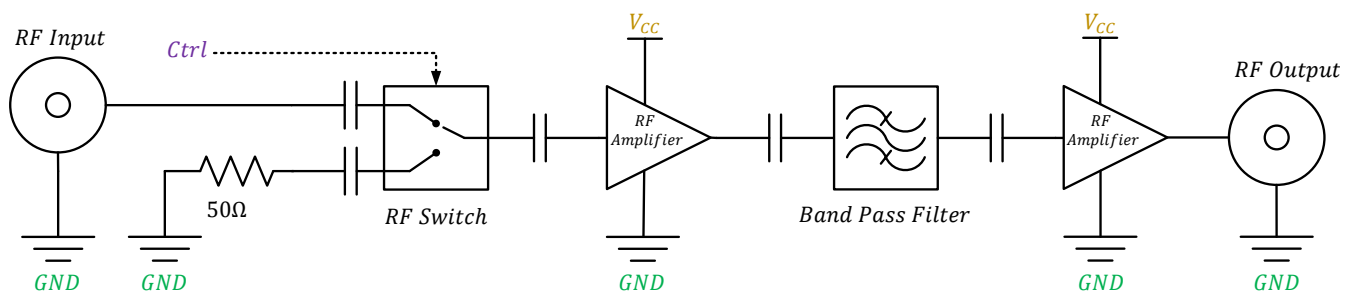 RF Input
Ctrl
V_CC
V_CC
RF Output
RF
Amplifier
RF
Amplifier
50Ω
RF Switch
Band Pass Filter
GND
GND
GND
GND
GND